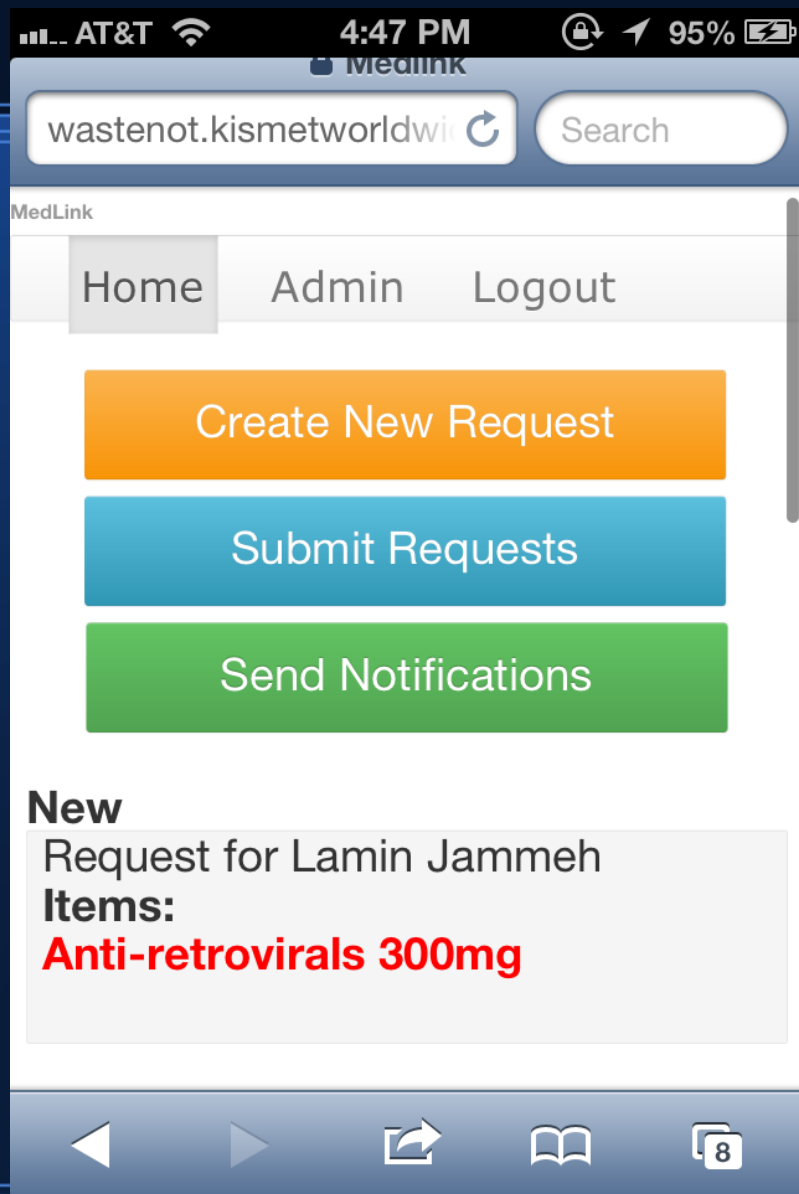 AT&T 4:47 PM 95%
Medlink
wastenot.kismetworldwi Search
MedLink
Home Admin Logout
Create New Request
Submit Requests
Send Notifications
New
Request for Lamin Jammeh
Items:
Anti-retrovirals 300mg
8